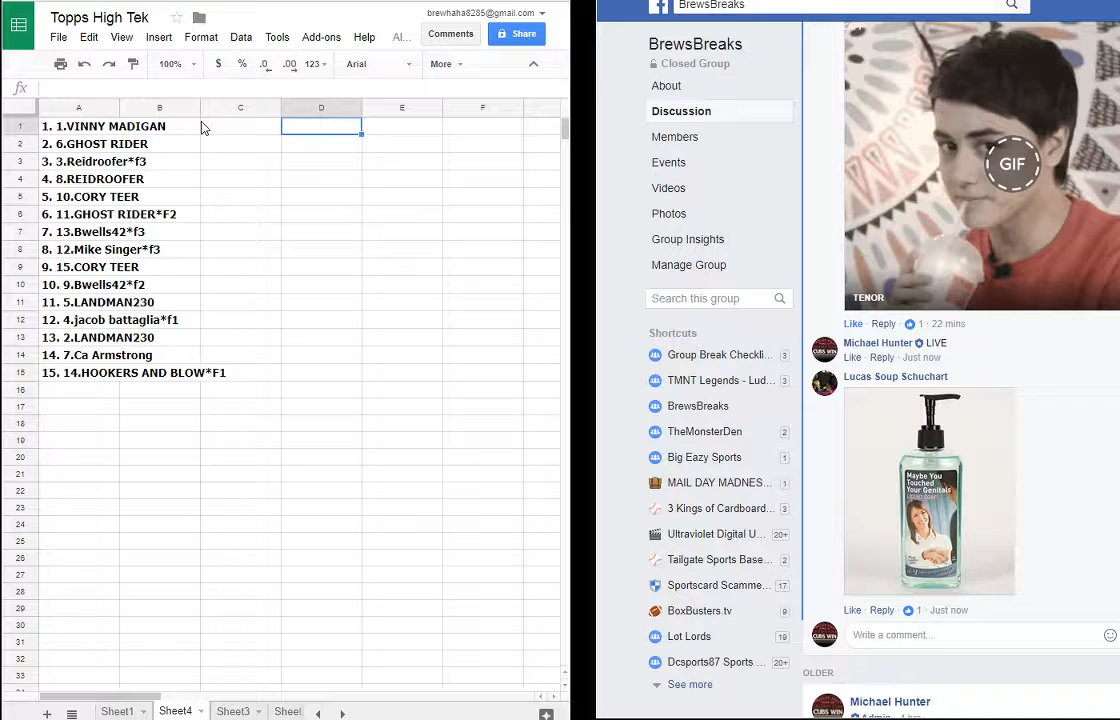 Topps High Tek
brewhaha8285@gmail.com
File Edit View Insert Format Data Tools Add-ons Help Al...
Comments
Share
100% $ % .0 .00 123 Arial More
fx
A B C D E F
1 1. 1.VINNY MADIGAN
2 2. 6.GHOST RIDER
3 3. 3.Reidroofer*f3
4 4. 8.REIDROOFER
5 5. 10.CORY TEER
6 6. 11.GHOST RIDER*F2
7 7. 13.Bwells42*f3
8 8. 12.Mike Singer*f3
9 9. 15.CORY TEER
10 10. 9.Bwells42*f2
11 11. 5.LANDMAN230
12 12. 4.jacob battaglia*f1
13 13. 2.LANDMAN230
14 14. 7.Ca Armstrong
15 15. 14.HOOKERS AND BLOW*F1
16
17
18
19
20
21
22
23
24
25
26
27
28
29
30
31
32
33
Sheet1 Sheet4 Sheet3 Sheet
BrewsBreaks
BrewsBreaks
Closed Group
About
Discussion
Members
Events
Videos
Photos
Group Insights
Manage Group
Search this group
Shortcuts
Group Break Checkli... 3
TMNT Legends - Lud... 3
BrewsBreaks
TheMonsterDen 2
Big Eazy Sports 1
MAIL DAY MADNES... 1
3 Kings of Cardboard... 3
Ultraviolet Digital U... 20+
Tailgate Sports Base... 2
Sportscard Scamme... 17
BoxBusters.tv 9
Lot Lords 19
Dcsports87 Sports ... 20+
See more
GIF
TENOR
Like Reply 1 22 mins
Michael Hunter LIVE
Like Reply Just now
Lucas Soup Schuchart
Maybe You
Touched
Your Genitals
LIQUID SOAP
Like Reply 1 Just now
CUBS WIN
Write a comment...
OLDER
Michael Hunter